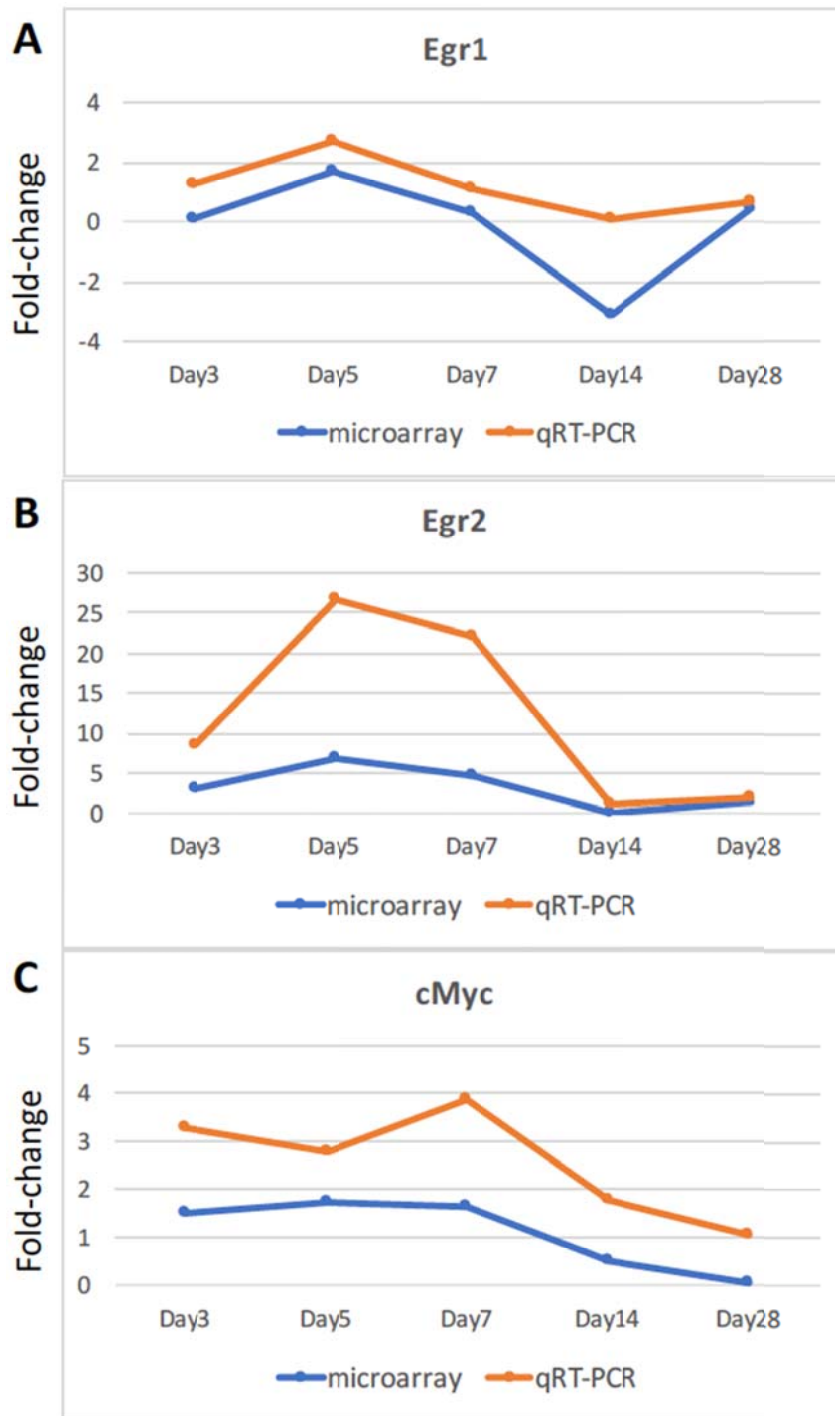 A
Egr1
Fold-change
4
2
0
-2
-4
Day3 Day5 Day7 Day14 Day28
microarray qRT-PCR
B
Egr2
Fold-change
30
25
20
15
10
5
0
Day3 Day5 Day7 Day14 Day28
microarray qRT-PCR
C
cMyc
Fold-change
5
4
3
2
1
0
Day3 Day5 Day7 Day14 Day28
microarray qRT-PCR